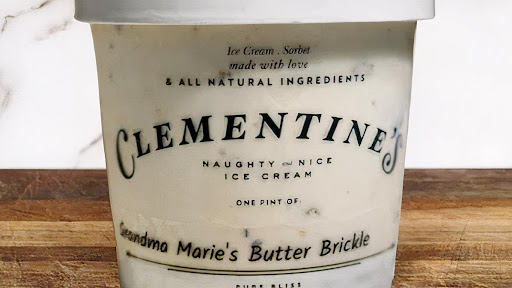 Ice Cream . Sorbet
made with love
& ALL NATURAL INGREDIENTS
CLEMENTINE'S
NAUGHTY and NICE
ICE CREAM
ONE PINT OF:
Grandma Marie's Butter Brickle
PURE BLISS